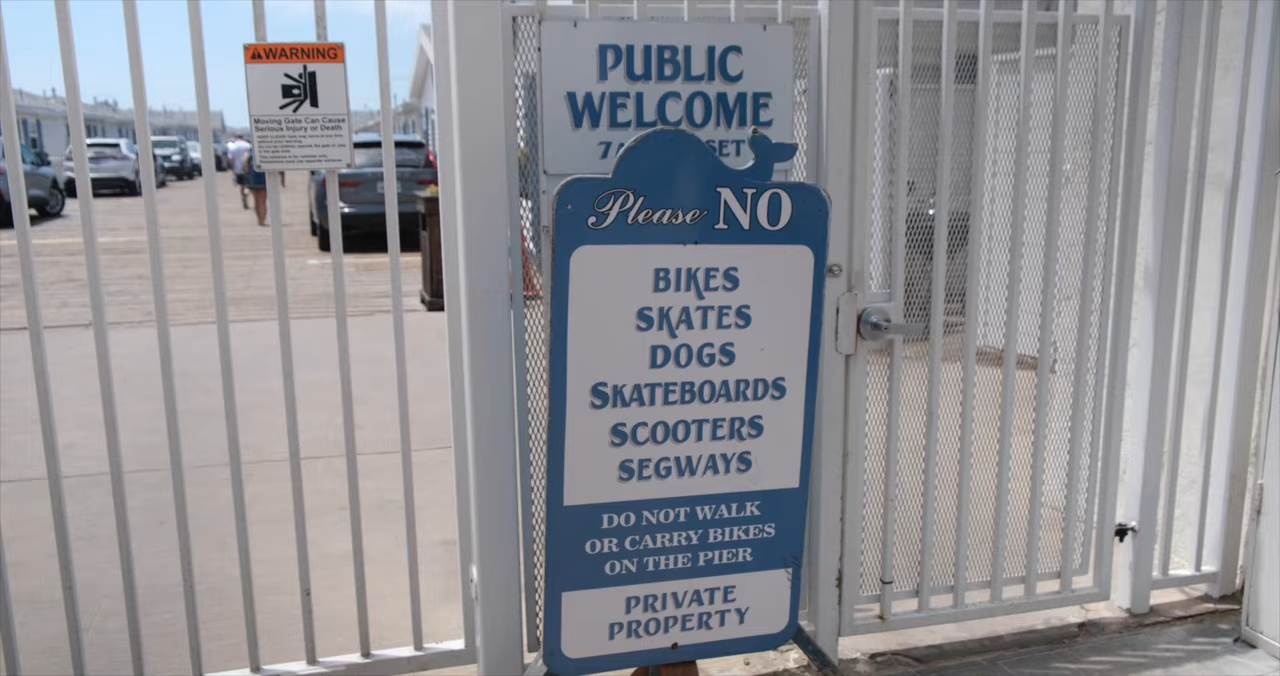 WARNING
Moving Gate Can Cause
Serious Injury or Death
PUBLIC
WELCOME
Please NO
BIKES
SKATES
DOGS
SKATEBOARDS
SCOOTERS
SEGWAYS
DO NOT WALK
OR CARRY BIKES
ON THE PIER
PRIVATE
PROPERTY